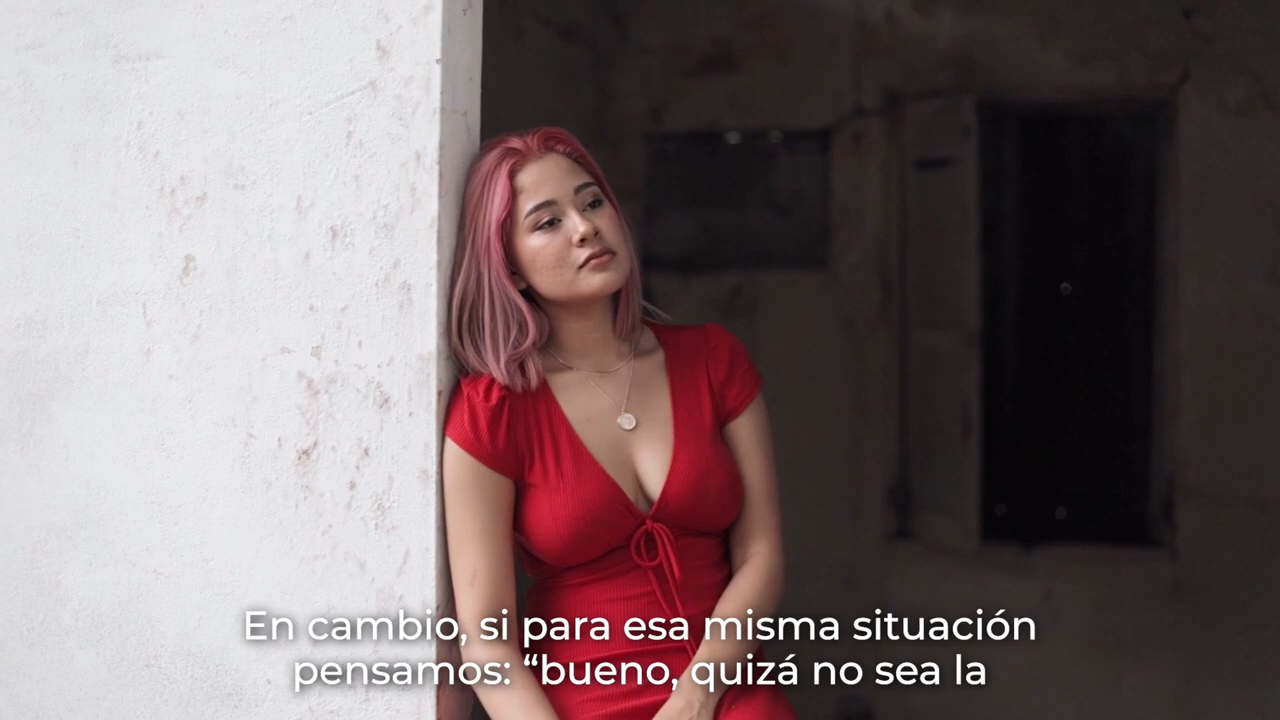 En cambio, si para esa misma situación
pensamos: “bueno, quizá no sea la